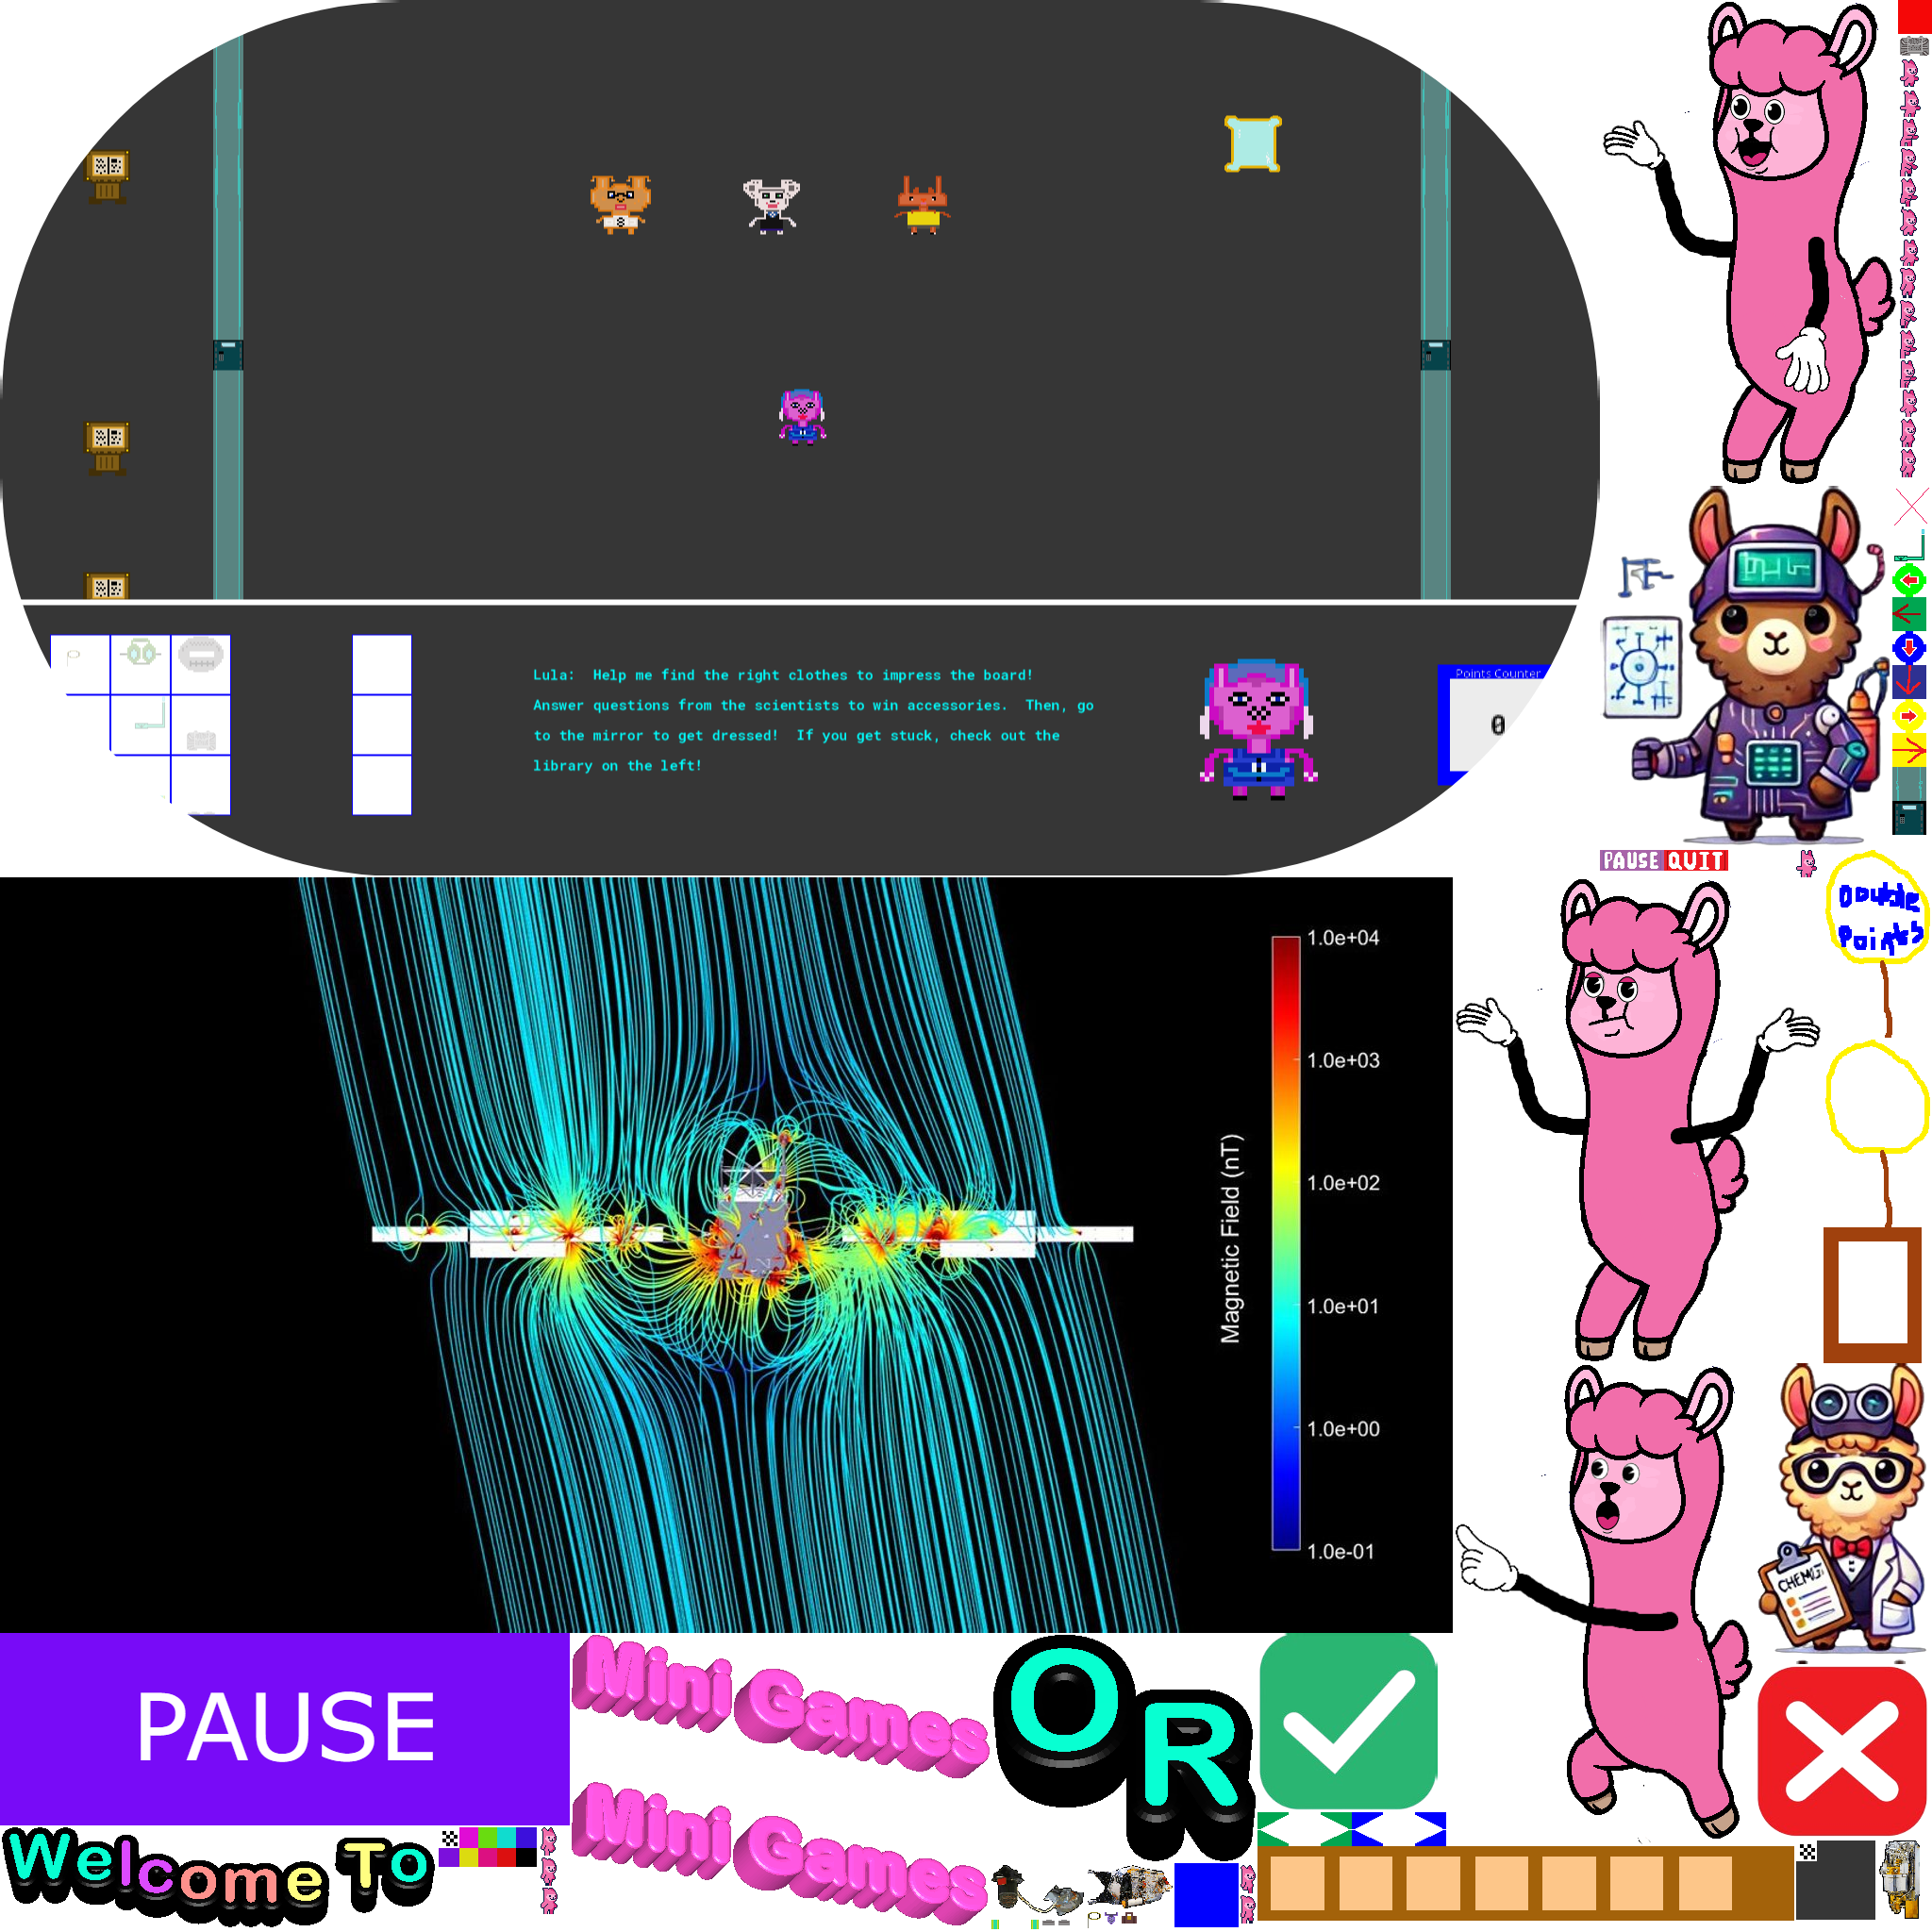 Lula:  Help me find the right clothes to impress the board!
Answer questions from the scientists to win accessories.  Then, go
to the mirror to get dressed!  If you get stuck, check out the
library on the left!
Points Counter
0
PAUSE QUIT
Double
Points
1.0e+04
1.0e+03
1.0e+02
1.0e+01
1.0e+00
1.0e-01
Magnetic Field (nT)
PAUSE
Mini Games
Mini Games
OR
Welcome To